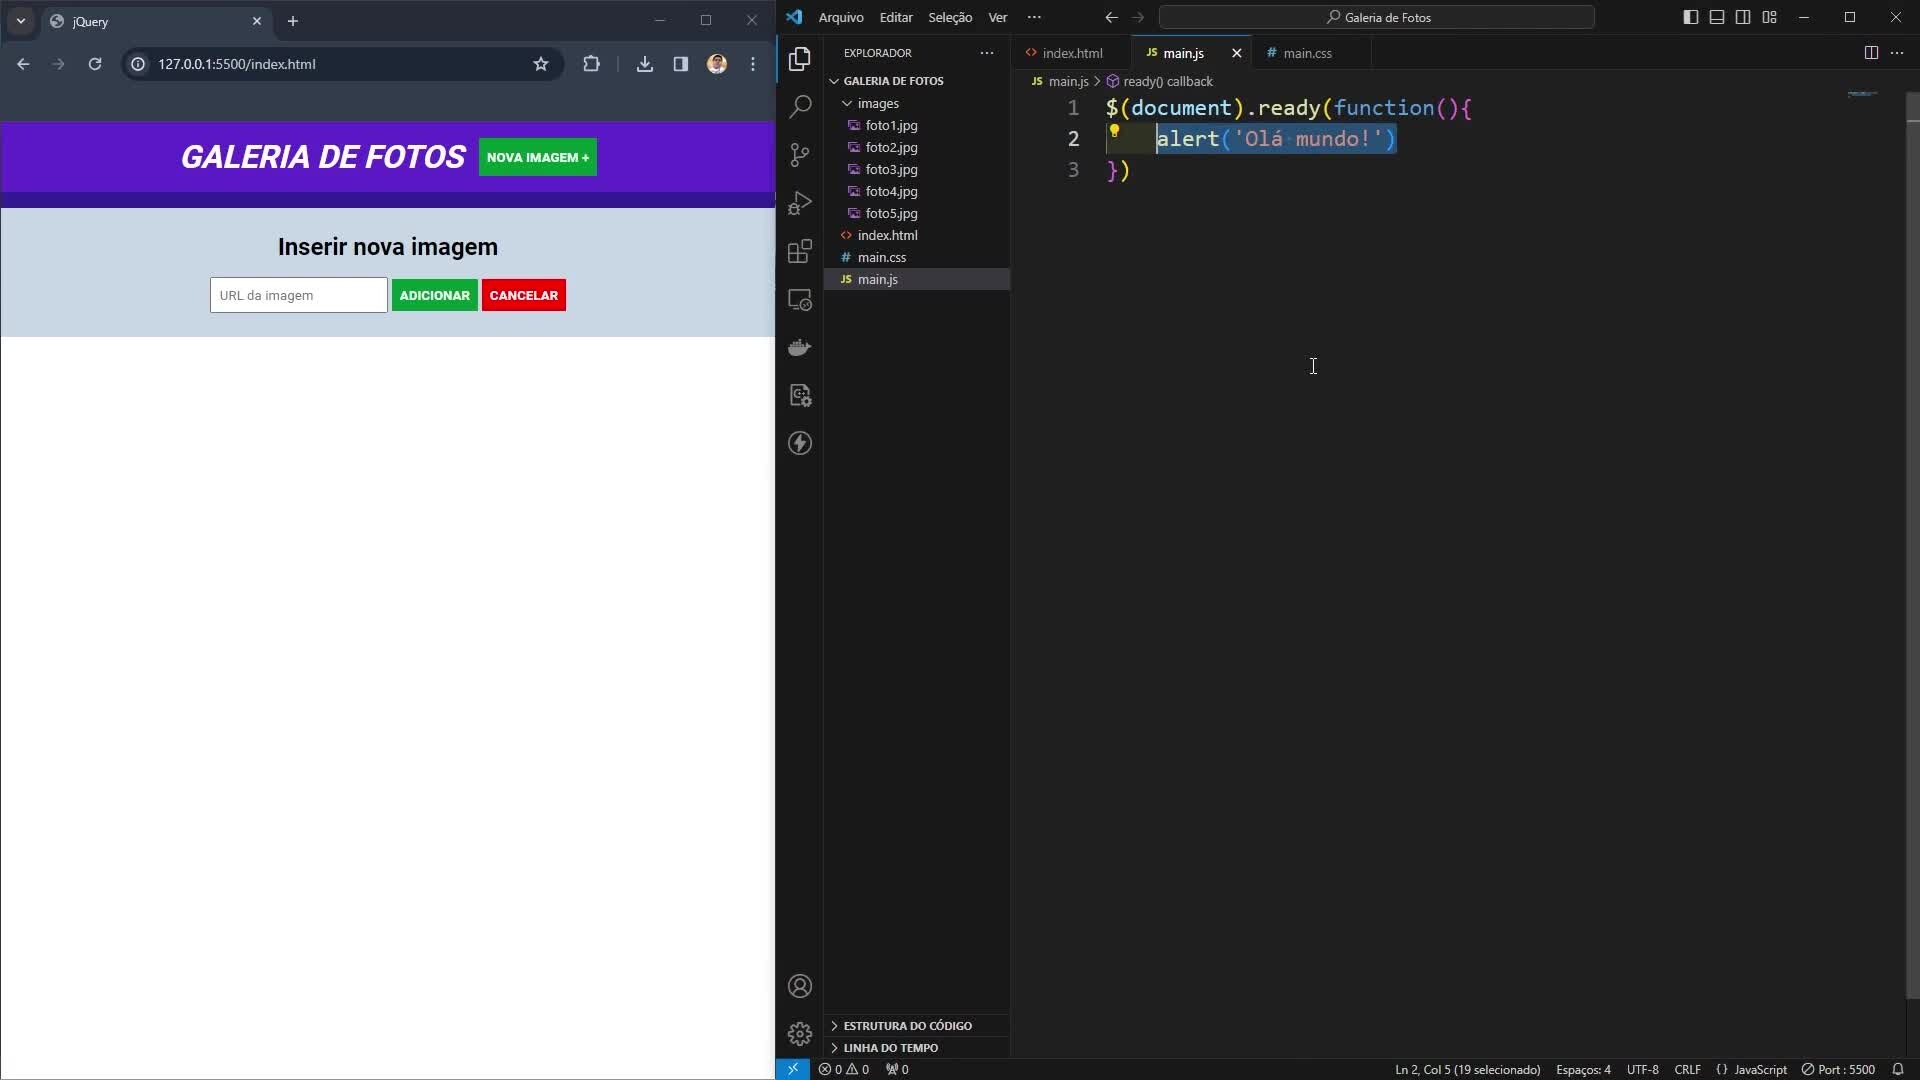 jQuery
127.0.0.1:5500/index.html
GALERIA DE FOTOS
NOVA IMAGEM +
Inserir nova imagem
URL da imagem
ADICIONAR
CANCELAR
Arquivo Editar Seleção Ver ···
Galeria de Fotos
EXPLORADOR
GALERIA DE FOTOS
images
foto1.jpg
foto2.jpg
foto3.jpg
foto4.jpg
foto5.jpg
<> index.html
# main.css
JS main.js
ESTRUTURA DO CÓDIGO
LINHA DO TEMPO
<> index.html
JS main.js
# main.css
JS main.js > ready() callback
1 $(document).ready(function(){
2 alert('Olá mundo!')
3 })
0 0 0
Ln 2, Col 5 (19 selecionado) Espaços: 4 UTF-8 CRLF {} JavaScript Port : 5500